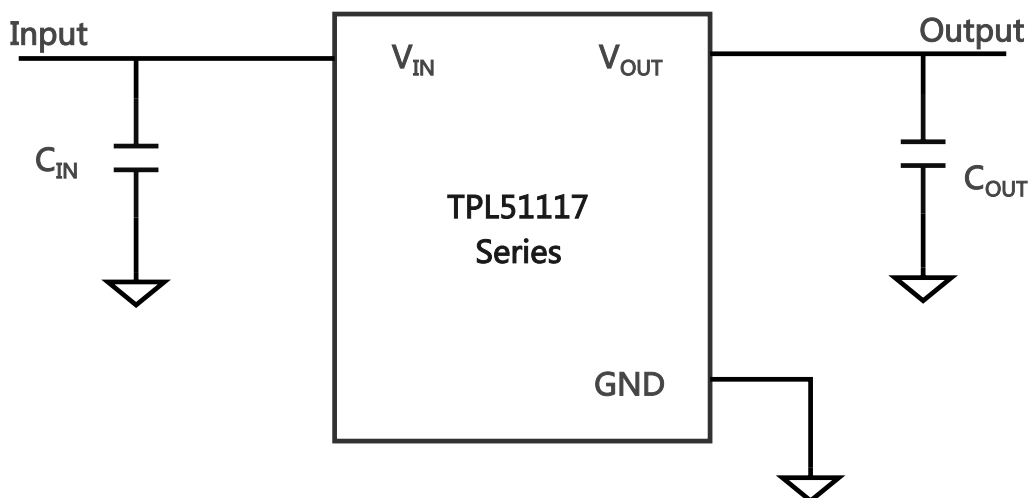 Input
Output
VIN
VOUT
CIN
COUT
TPL51117
Series
GND